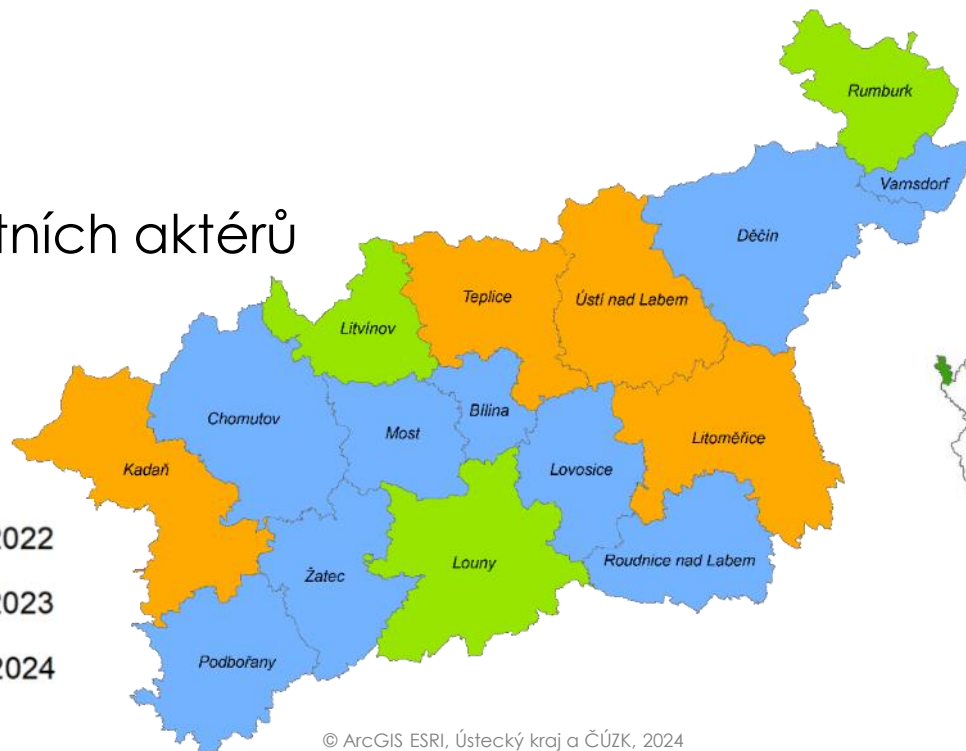 Rumburk
Varnsdorf
Děčín
tních aktérů
Teplice
Ústí nad Labem
Litvínov
Chomutov
Most
Bílina
Litoměřice
Kadaň
Lovosice
2022
Roudnice nad Labem
Louny
Žatec
2023
Podbořany
2024
© ArcGIS ESRI, Ústecký kraj a ČÚZK, 2024